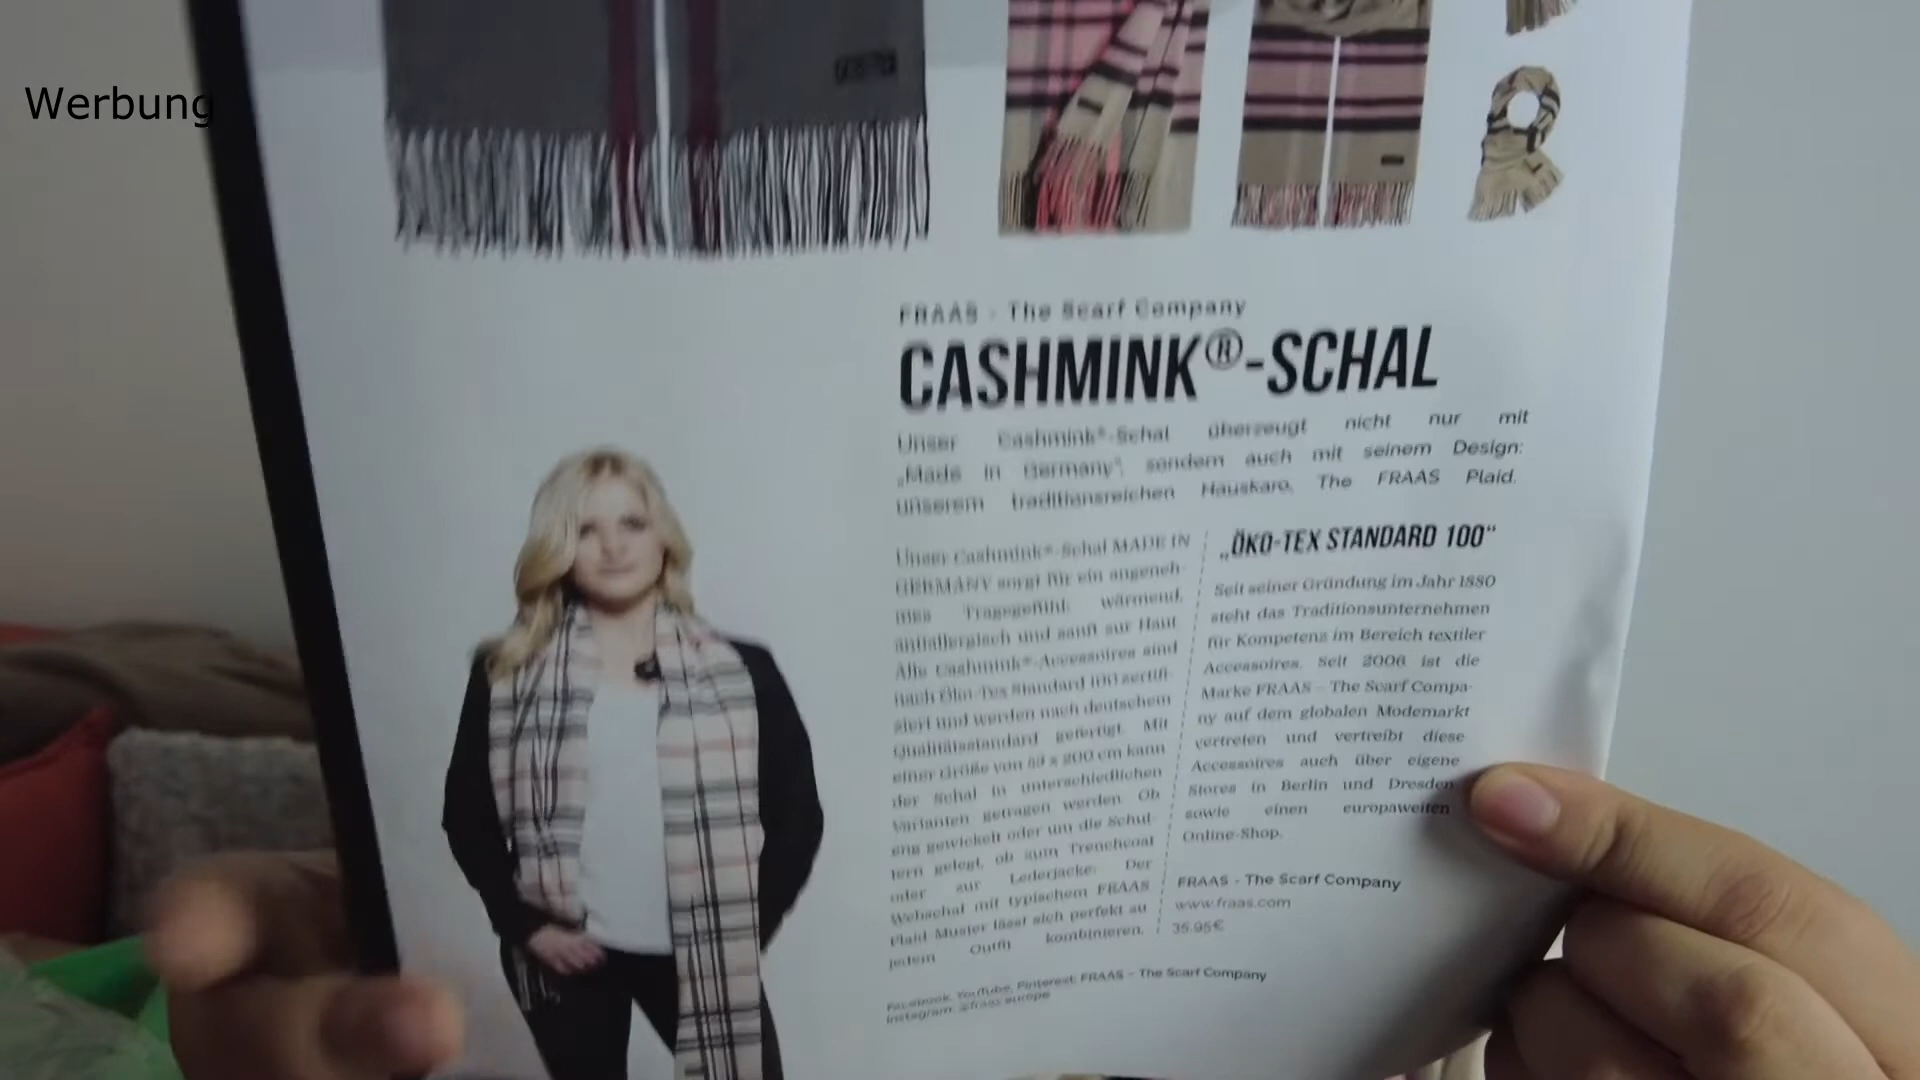 Werbung
FRAAS - The Scarf Company
CASHMINK®-SCHAL
Unser Cashmink®-Schal überzeugt nicht nur mit
„Made in Germany“, sondern auch mit seinem Design:
unserem traditionsreichen Hauskaro, The FRAAS Plaid.
Unser Cashmink®-Schal MADE IN
GERMANY sorgt für ein angeneh-
mes Tragegefühl: wärmend,
antiallergisch und sanft zur Haut.
Alle Cashmink®-Accessoires sind
nach Öko-Tex Standard 100 zertifi-
ziert und werden nach deutschem
Qualitätsstandard gefertigt. Mit
einer Größe von x 200 cm kann
der Schal in unterschiedlichen
Varianten getragen werden. Ob
eng gewickelt oder um die Schul-
tern gelegt, ob zum Trenchcoat
oder zur Lederjacke: Der
Webschal mit typischem FRAAS
Plaid Muster lässt sich perfekt zu
jedem Outfit kombinieren.
„ÖKO-TEX STANDARD 100“
Seit seiner Gründung im Jahr 1880
steht das Traditionsunternehmen
für Kompetenz im Bereich textiler
Accessoires. Seit 2006 ist die
Marke FRAAS – The Scarf Compa-
ny auf dem globalen Modemarkt
vertreten und vertreibt diese
Accessoires auch über eigene
Stores in Berlin und Dresden
sowie einen europaweiten
Online-Shop.
FRAAS - The Scarf Company
www.fraas.com
35.95€
Facebook, YouTube, Pinterest: FRAAS – The Scarf Company
Instagram: @fraas.europe